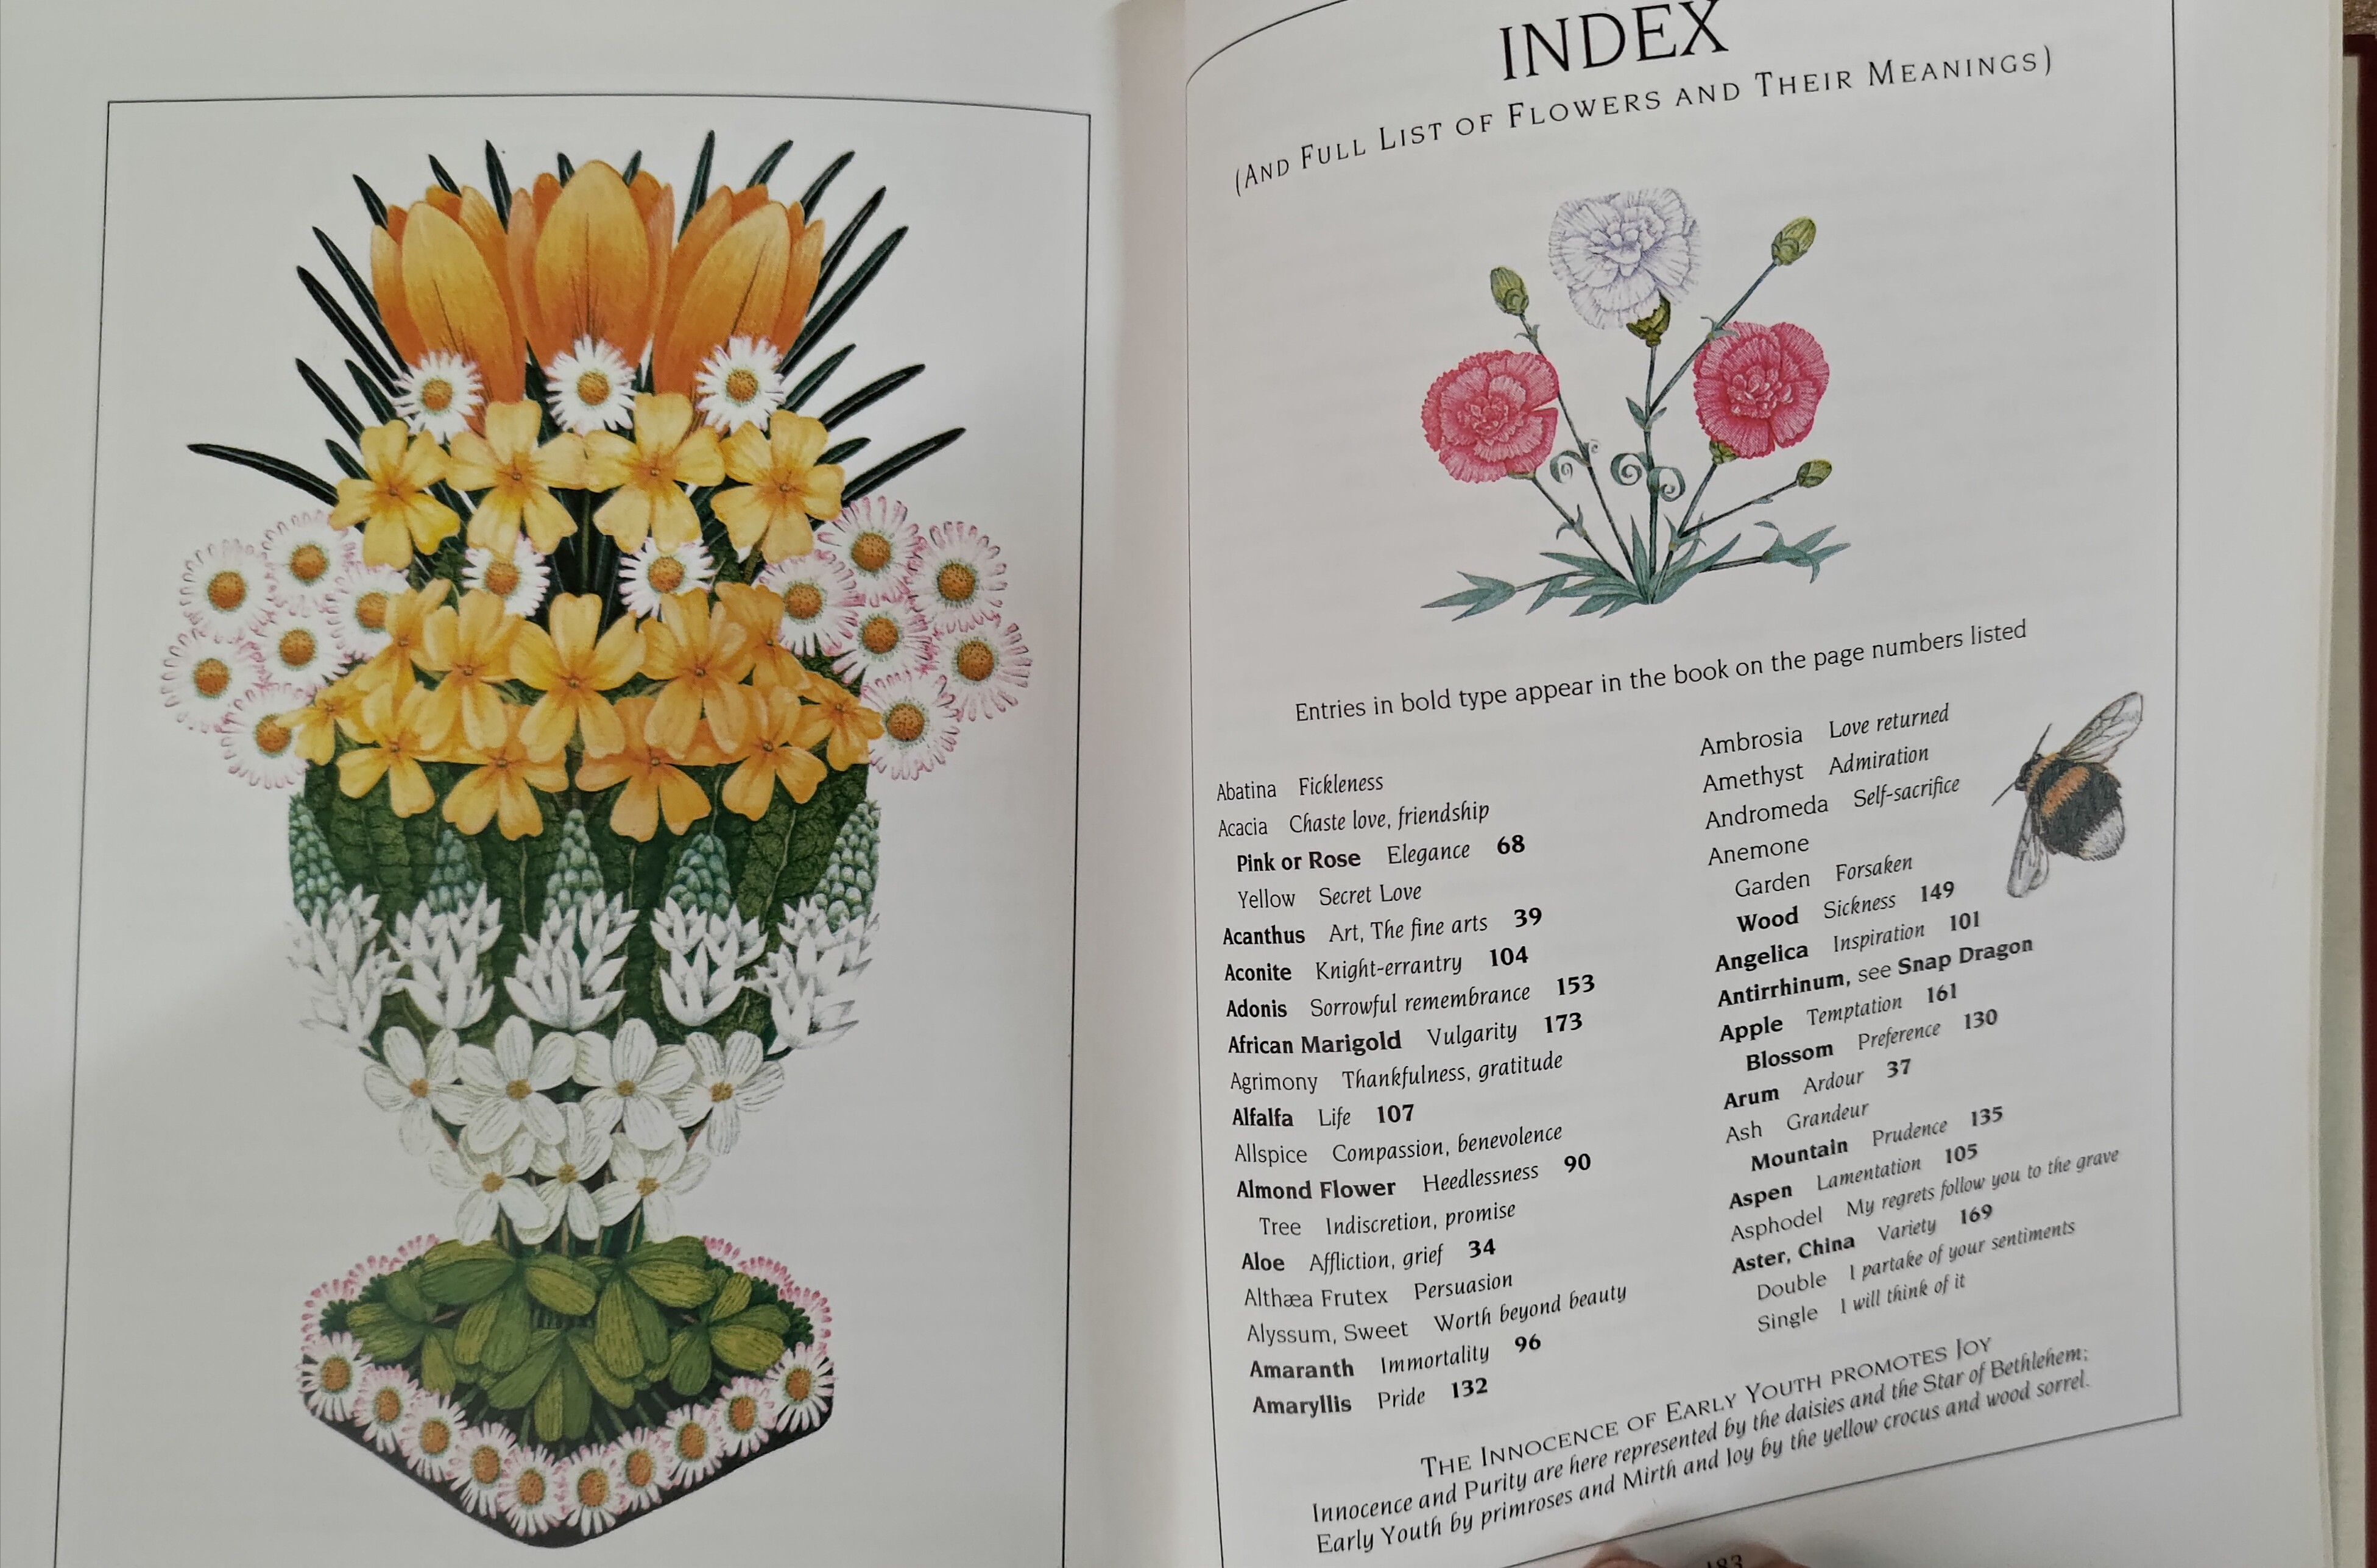 INDEX
(AND FULL LIST OF FLOWERS AND THEIR MEANINGS)
Entries in bold type appear in the book on the page numbers listed
Abatina Fickleness
Acacia Chaste love, friendship
Pink or Rose Elegance 68
Yellow Secret Love
Acanthus Art, The fine arts 39
Aconite Knight-errantry 104
Adonis Sorrowful remembrance 153
African Marigold Vulgarity 173
Agrimony Thankfulness, gratitude
Alfalfa Life 107
Allspice Compassion, benevolence
Almond Flower Heedlessness 90
Tree Indiscretion, promise
Aloe Affliction, grief 34
Althæa Frutex Persuasion
Alyssum, Sweet Worth beyond beauty
Amaranth Immortality 96
Amaryllis Pride 132
Ambrosia Love returned
Amethyst Admiration
Andromeda Self-sacrifice
Anemone
Garden Forsaken
Wood Sickness 149
Angelica Inspiration 101
Antirrhinum, see Snap Dragon
Apple Temptation 161
Blossom Preference 130
Arum Ardour 37
Ash Grandeur
Mountain Prudence 135
Aspen Lamentation 105
Asphodel My regrets follow you to the grave
Aster, China Variety 169
Double I partake of your sentiments
Single I will think of it
THE INNOCENCE OF EARLY YOUTH PROMOTES JOY
Innocence and Purity are here represented by the daisies and the Star of Bethlehem;
Early Youth by primroses and Mirth and Joy by the yellow crocus and wood sorrel.
183